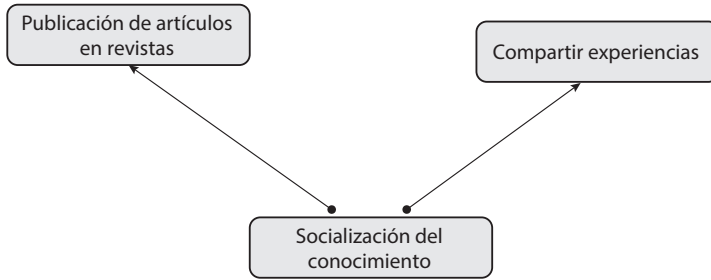 Publicación de artículos
en revistas
Compartir experiencias
Socialización del
conocimiento